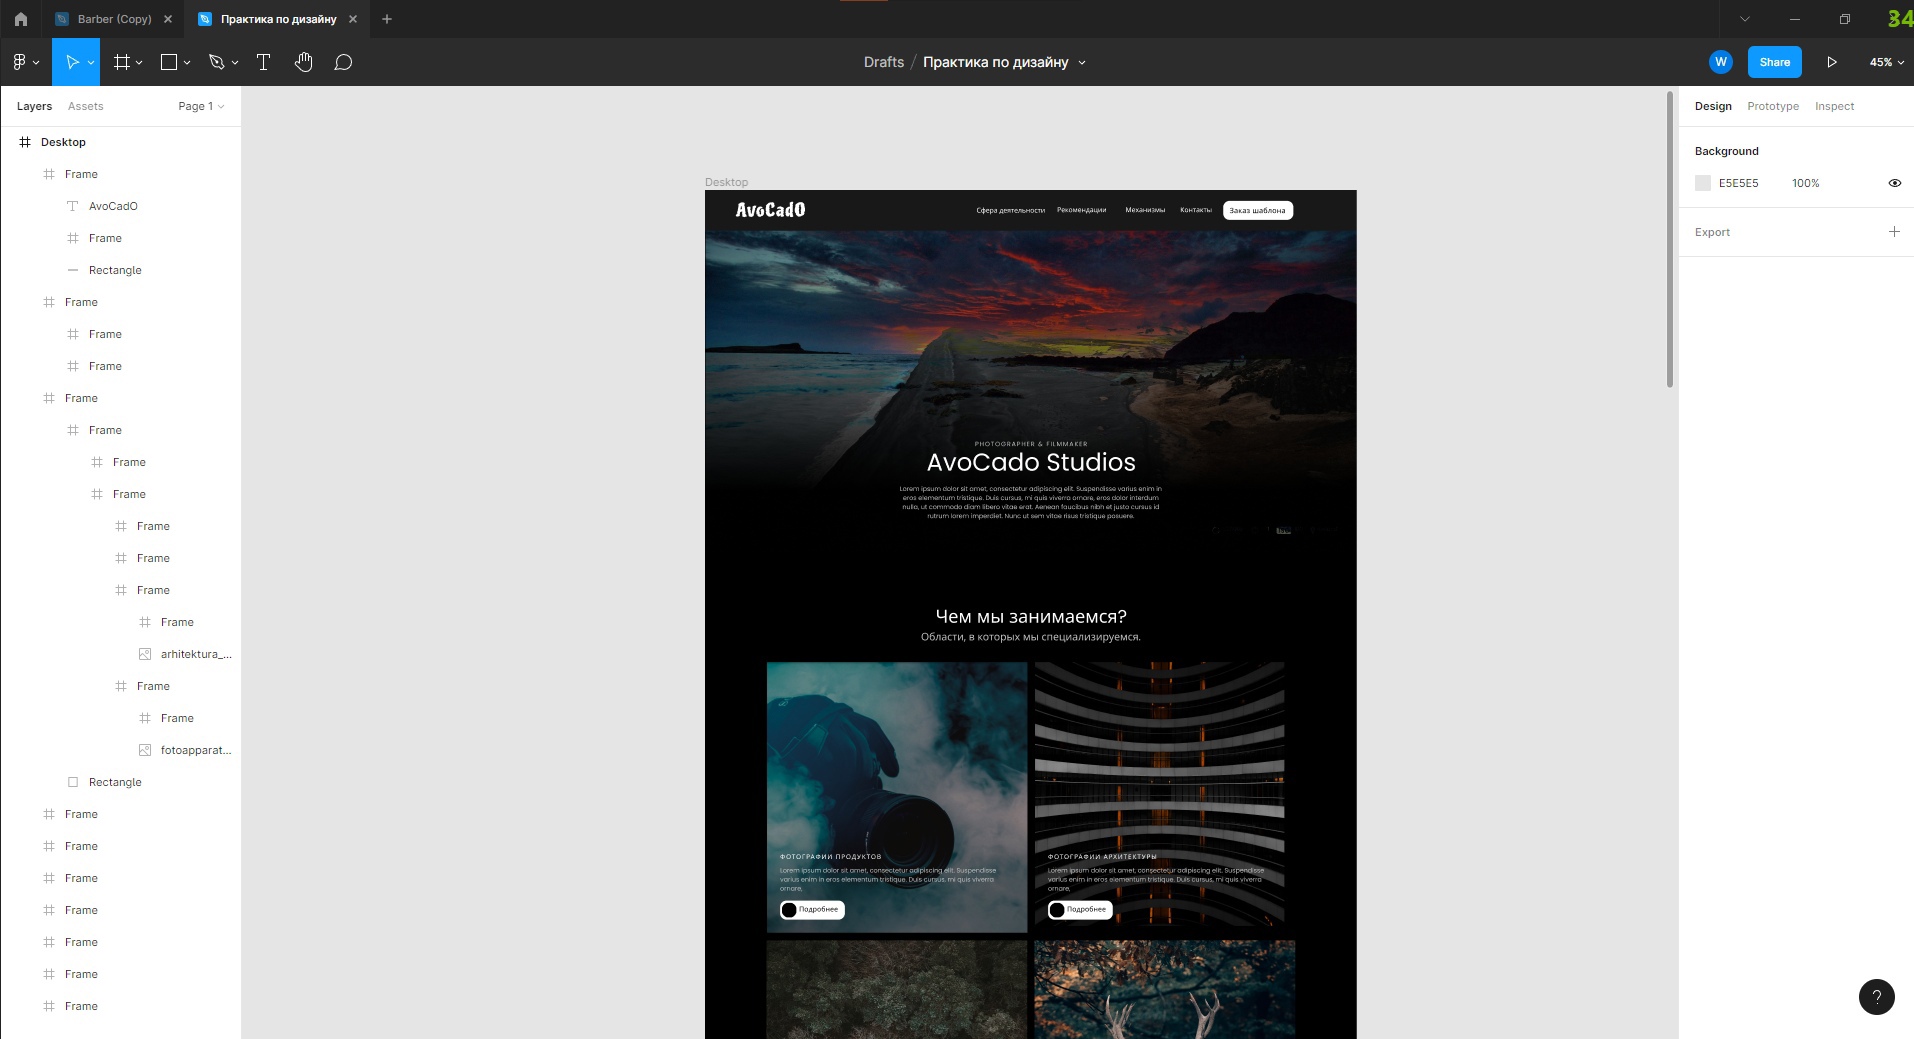 Barber (Copy)
Практика по дизайну
34
Drafts / Практика по дизайну
W
Share
45%
Layers
Assets
Page 1
Design
Prototype
Inspect
Desktop
Frame
AvoCadO
Frame
Rectangle
Frame
Frame
Frame
Frame
Frame
Frame
Frame
Frame
Frame
Frame
Frame
arhitektura_...
Frame
Frame
fotoapparat...
Rectangle
Frame
Frame
Frame
Frame
Frame
Frame
Frame
Background
E5E5E5
100%
Export
?
Desktop
AvoCadO
Сфера деятельности
Рекомендации
Механизмы
Контакты
Заказ шаблона
PHOTOGRAPHER & FILMMAKER
AvoCado Studios
Lorem ipsum dolor sit amet, consectetur adipiscing elit. Suspendisse varius enim in
eros elementum tristique. Duis cursus, mi quis viverra ornare, eros dolor interdum
nulla, ut commodo diam libero vitae erat. Aenean faucibus nibh et justo cursus id
rutrum lorem imperdiet. Nunc ut sem vitae risus tristique posuere.
Чем мы занимаемся?
Области, в которых мы специализируемся.
ФОТОГРАФИИ ПРОДУКТОВ
Lorem ipsum dolor sit amet, consectetur adipiscing elit. Suspendisse
varius enim in eros elementum tristique. Duis cursus, mi quis viverra
ornare,
Подробнее
ФОТОГРАФИИ АРХИТЕКТУРЫ
Lorem ipsum dolor sit amet, consectetur adipiscing elit. Suspendisse
varius enim in eros elementum tristique. Duis cursus, mi quis viverra
ornare,
Подробнее